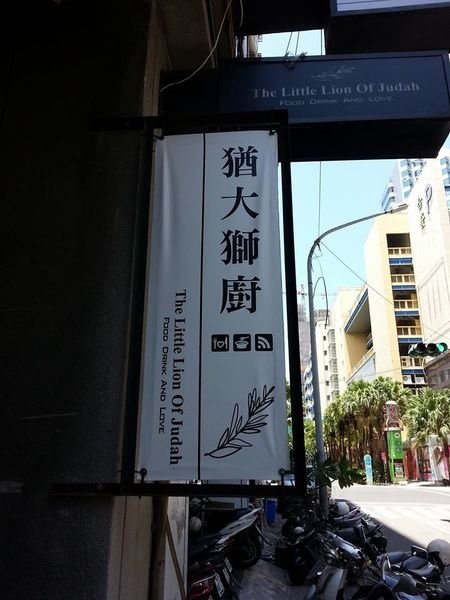 The Little Lion Of Judah
Food Drink And Love
猶大獅廚
The Little Lion Of Judah
Food Drink And Love
P